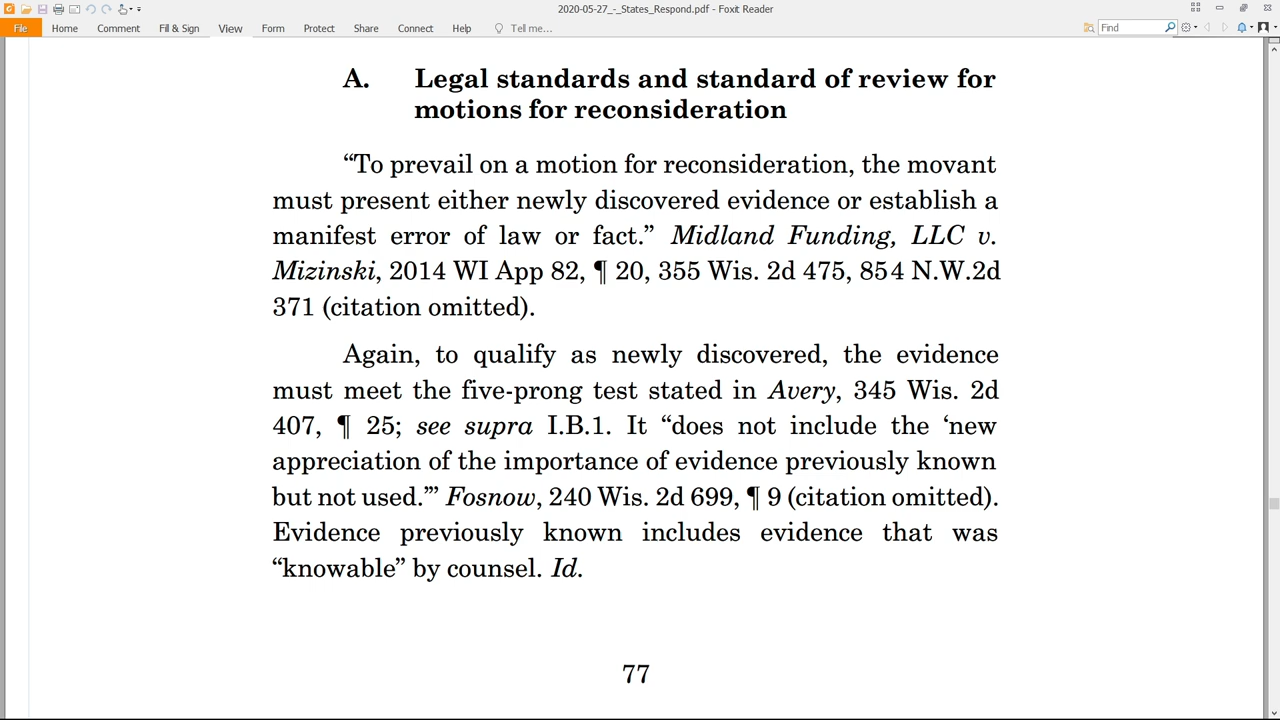 2020-05-27_-_States_Respond.pdf - Foxit Reader
File Home Comment Fill & Sign View Form Protect Share Connect Help Tell me... Find
A. Legal standards and standard of review for
motions for reconsideration
“To prevail on a motion for reconsideration, the movant
must present either newly discovered evidence or establish a
manifest error of law or fact.” Midland Funding, LLC v.
Mizinski, 2014 WI App 82, ¶ 20, 355 Wis. 2d 475, 854 N.W.2d
371 (citation omitted).
Again, to qualify as newly discovered, the evidence
must meet the five-prong test stated in Avery, 345 Wis. 2d
407, ¶ 25; see supra I.B.1. It “does not include the ‘new
appreciation of the importance of evidence previously known
but not used.’” Fosnow, 240 Wis. 2d 699, ¶ 9 (citation omitted).
Evidence previously known includes evidence that was
“knowable” by counsel. Id.
77